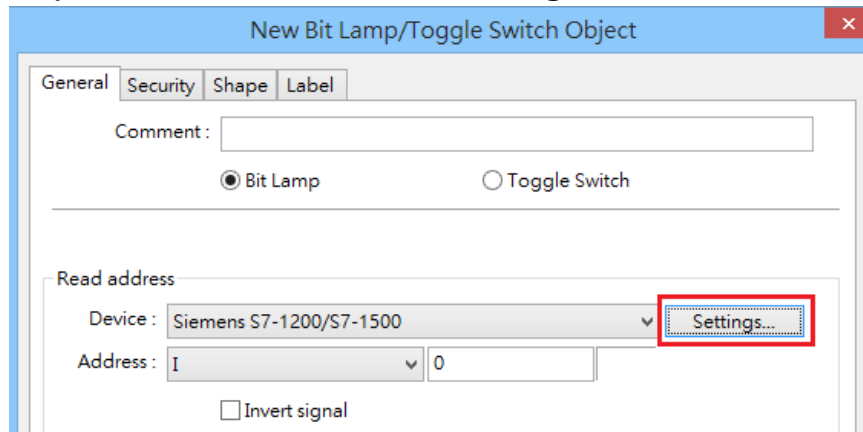 New Bit Lamp/Toggle Switch Object
General Security Shape Label
Comment :
Bit Lamp Toggle Switch
Read address
Device : Siemens S7-1200/S7-1500 Settings...
Address : I 0
Invert signal